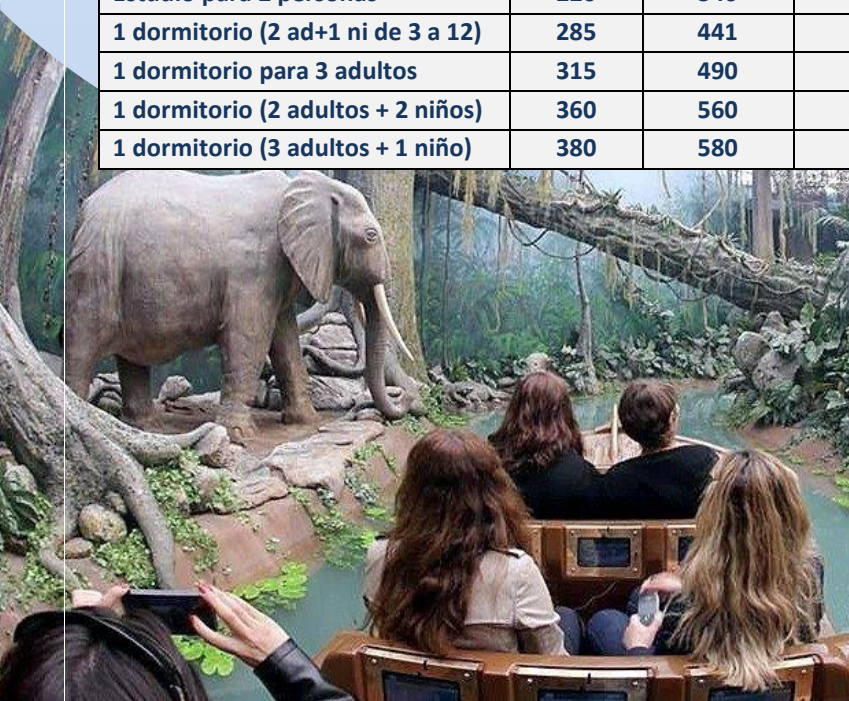 1 dormitorio (2 ad+1 ni de 3 a 12) 285 441
1 dormitorio para 3 adultos 315 490
1 dormitorio (2 adultos + 2 niños) 360 560
1 dormitorio (3 adultos + 1 niño) 380 580